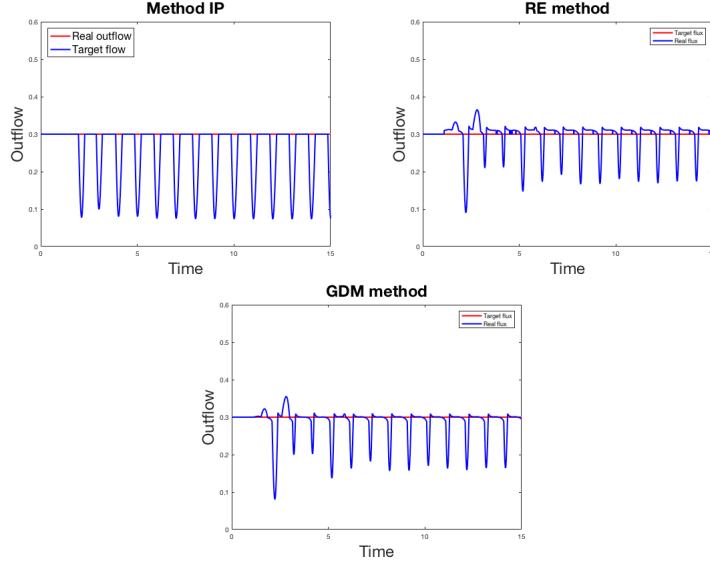 Method IP
Real outflow
Target flow
0.6
0.5
0.4
0.3
0.2
0.1
0
Outflow
0
5
10
15
Time
RE method
Target flux
Real flux
0.6
0.5
0.4
0.3
0.2
0.1
0
Outflow
0
5
10
15
Time
GDM method
Target flux
Real flux
0.6
0.5
0.4
0.3
0.2
0.1
0
Outflow
0
5
10
15
Time